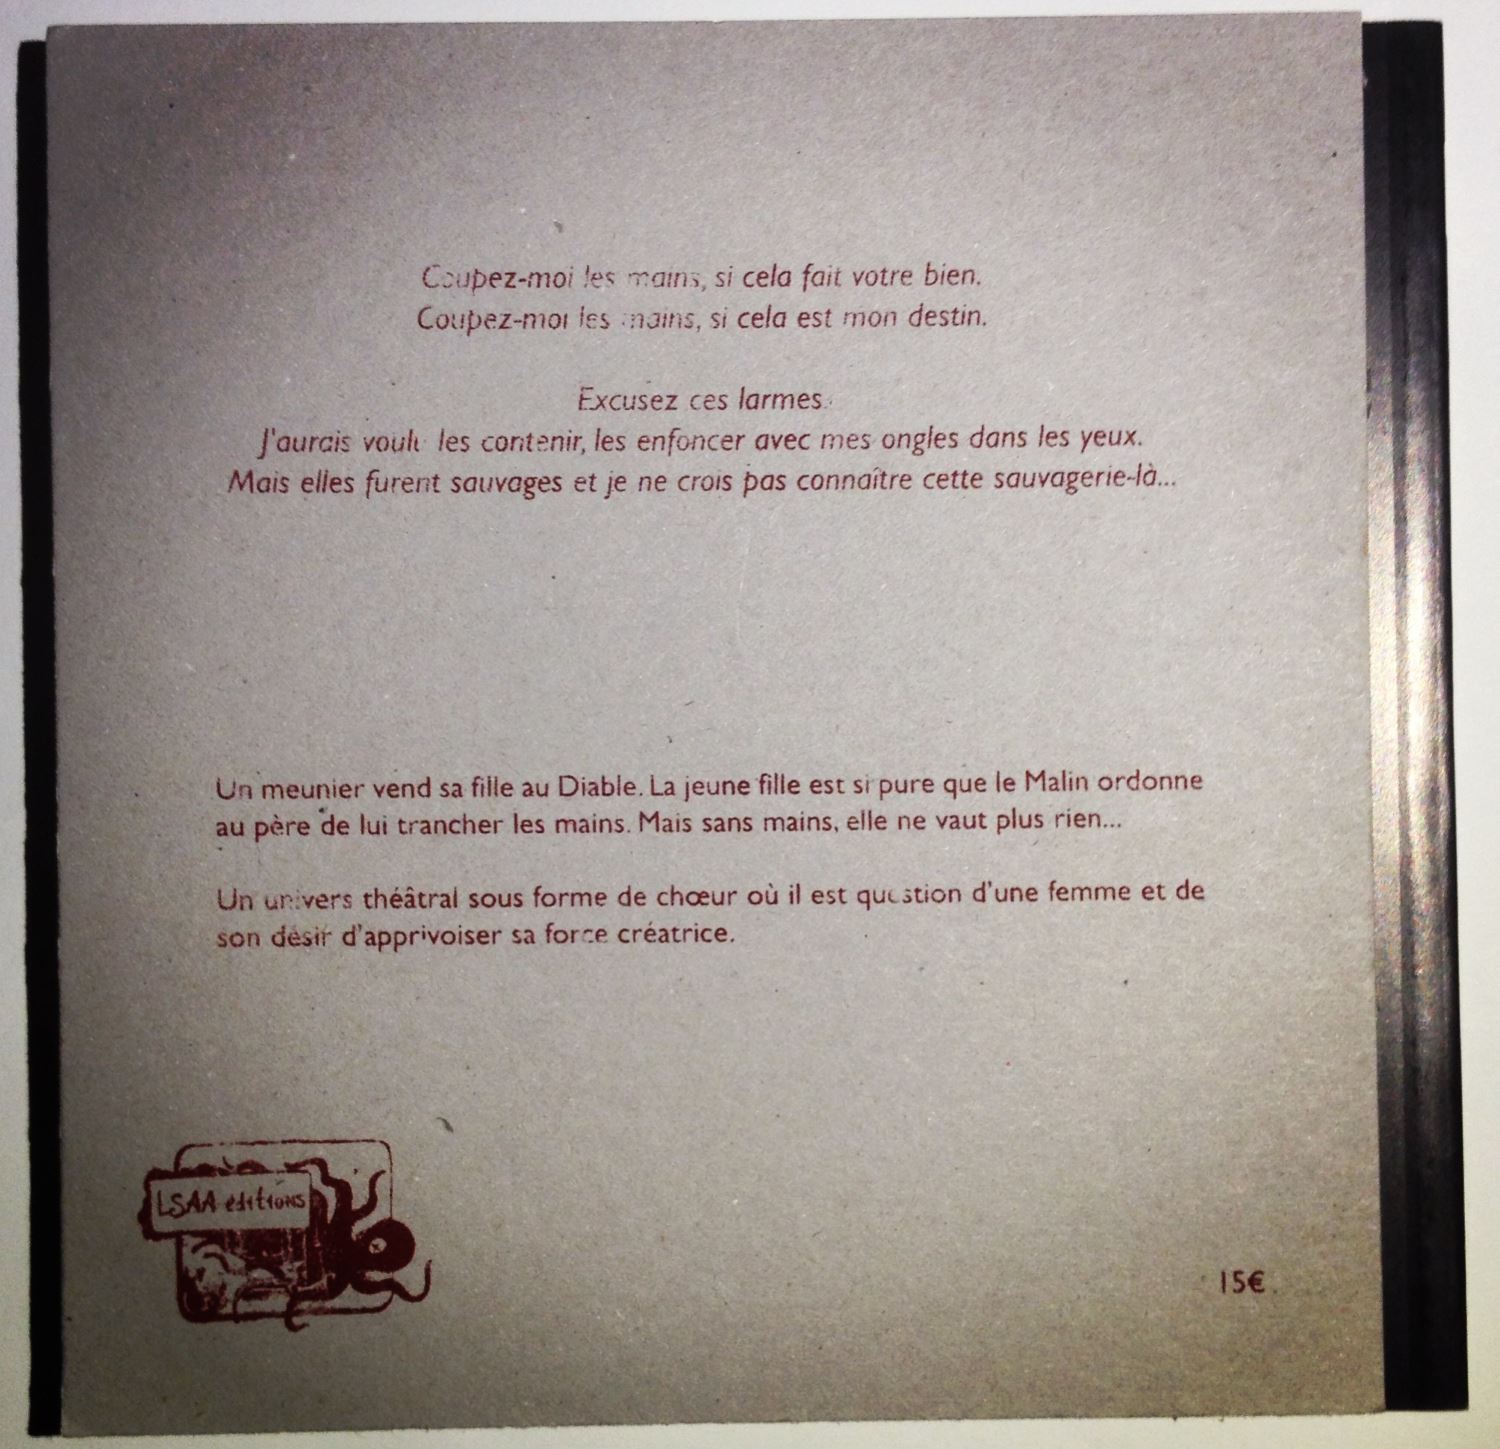 Coupez-moi les mains, si cela fait votre bien.
Coupez-moi les mains, si cela est mon destin.
Excusez ces larmes.
J'aurais voulu les contenir, les enfoncer avec mes ongles dans les yeux.
Mais elles furent sauvages et je ne crois pas connaître cette sauvagerie-là...
Un meunier vend sa fille au Diable. La jeune fille est si pure que le Malin ordonne
au père de lui trancher les mains. Mais sans mains, elle ne vaut plus rien...
Un univers théâtral sous forme de chœur où il est question d'une femme et de
son désir d'apprivoiser sa force créatrice.
LSAA éditions
15€